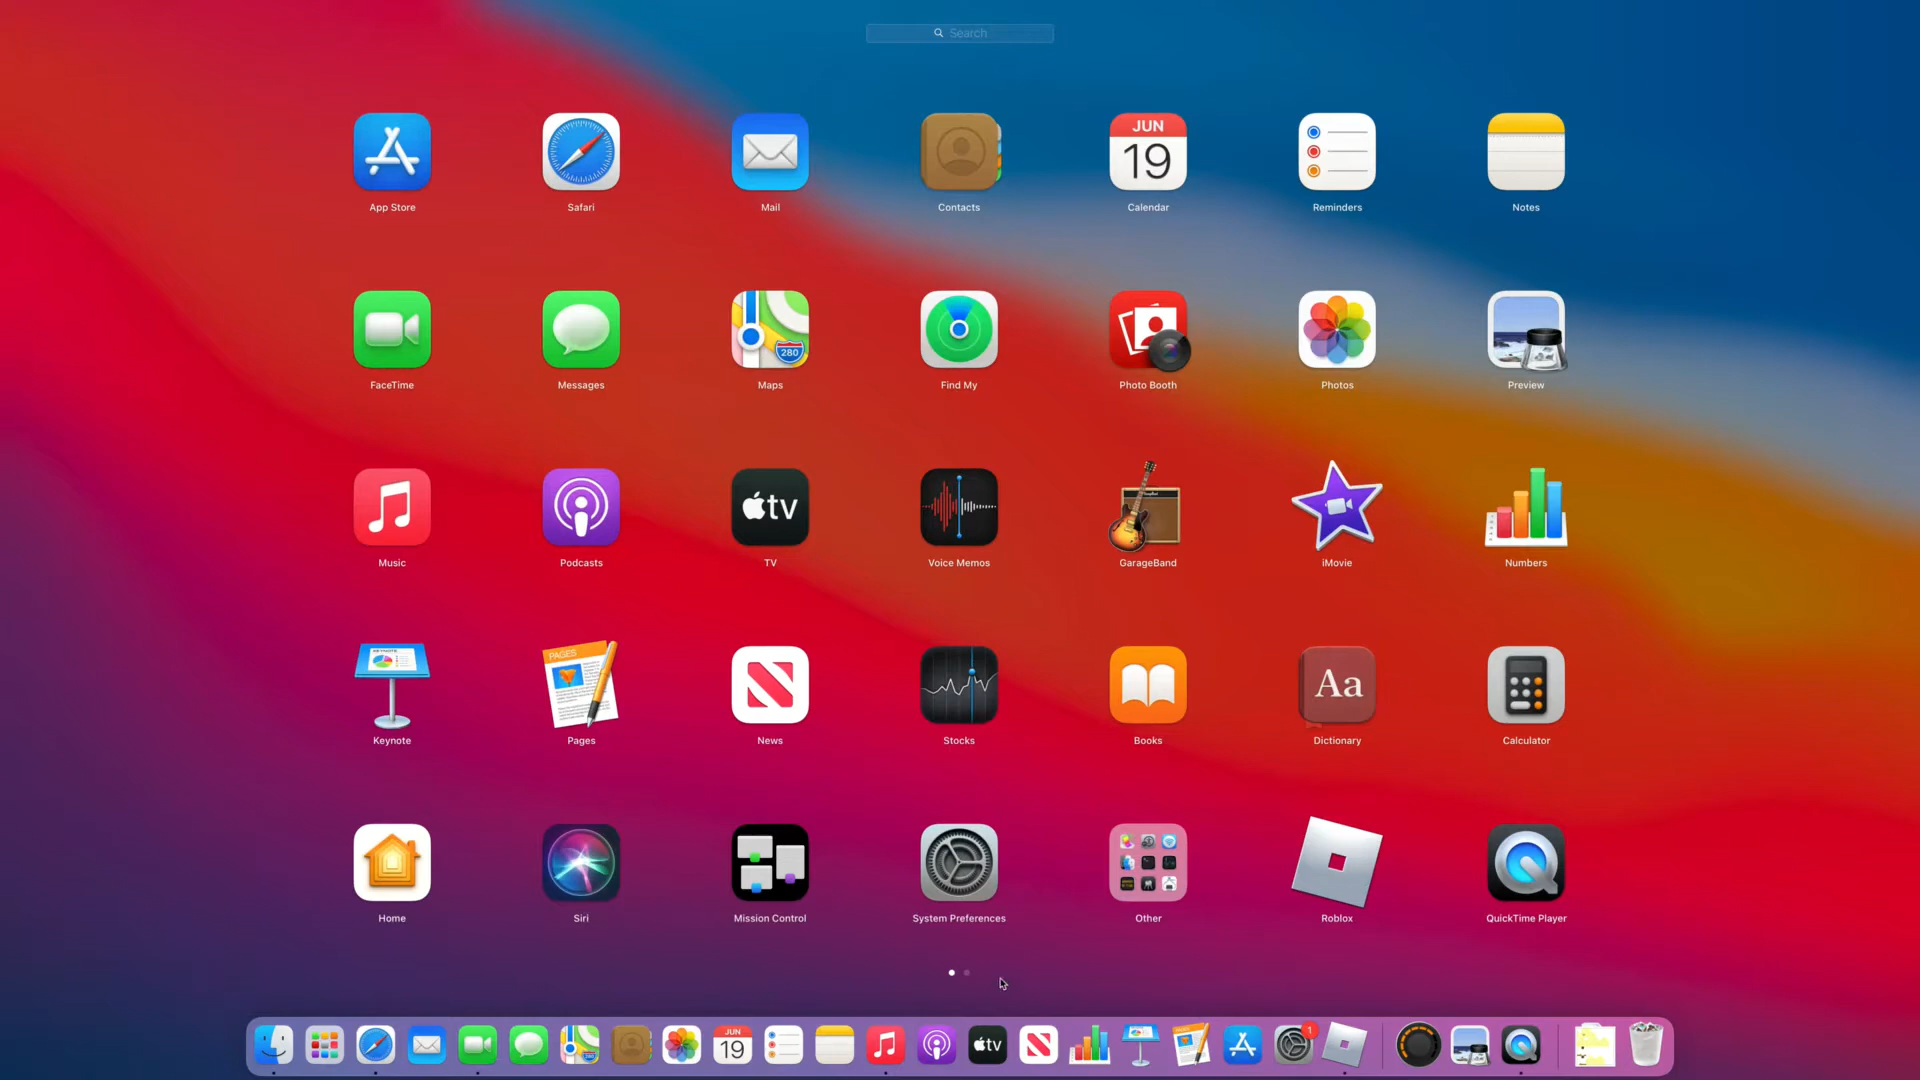 Search
JUN
19
280
App Store
Safari
Mail
Contacts
Calendar
Reminders
Notes
FaceTime
Messages
Maps
Find My
Photo Booth
Photos
Preview
tv
Music
Podcasts
TV
Voice Memos
GarageBand
iMovie
Numbers
KEYNOTE
PAGES
Aa
Keynote
Pages
News
Stocks
Books
Dictionary
Calculator
Home
Siri
Mission Control
System Preferences
Other
Roblox
QuickTime Player
JUN
19
tv
1